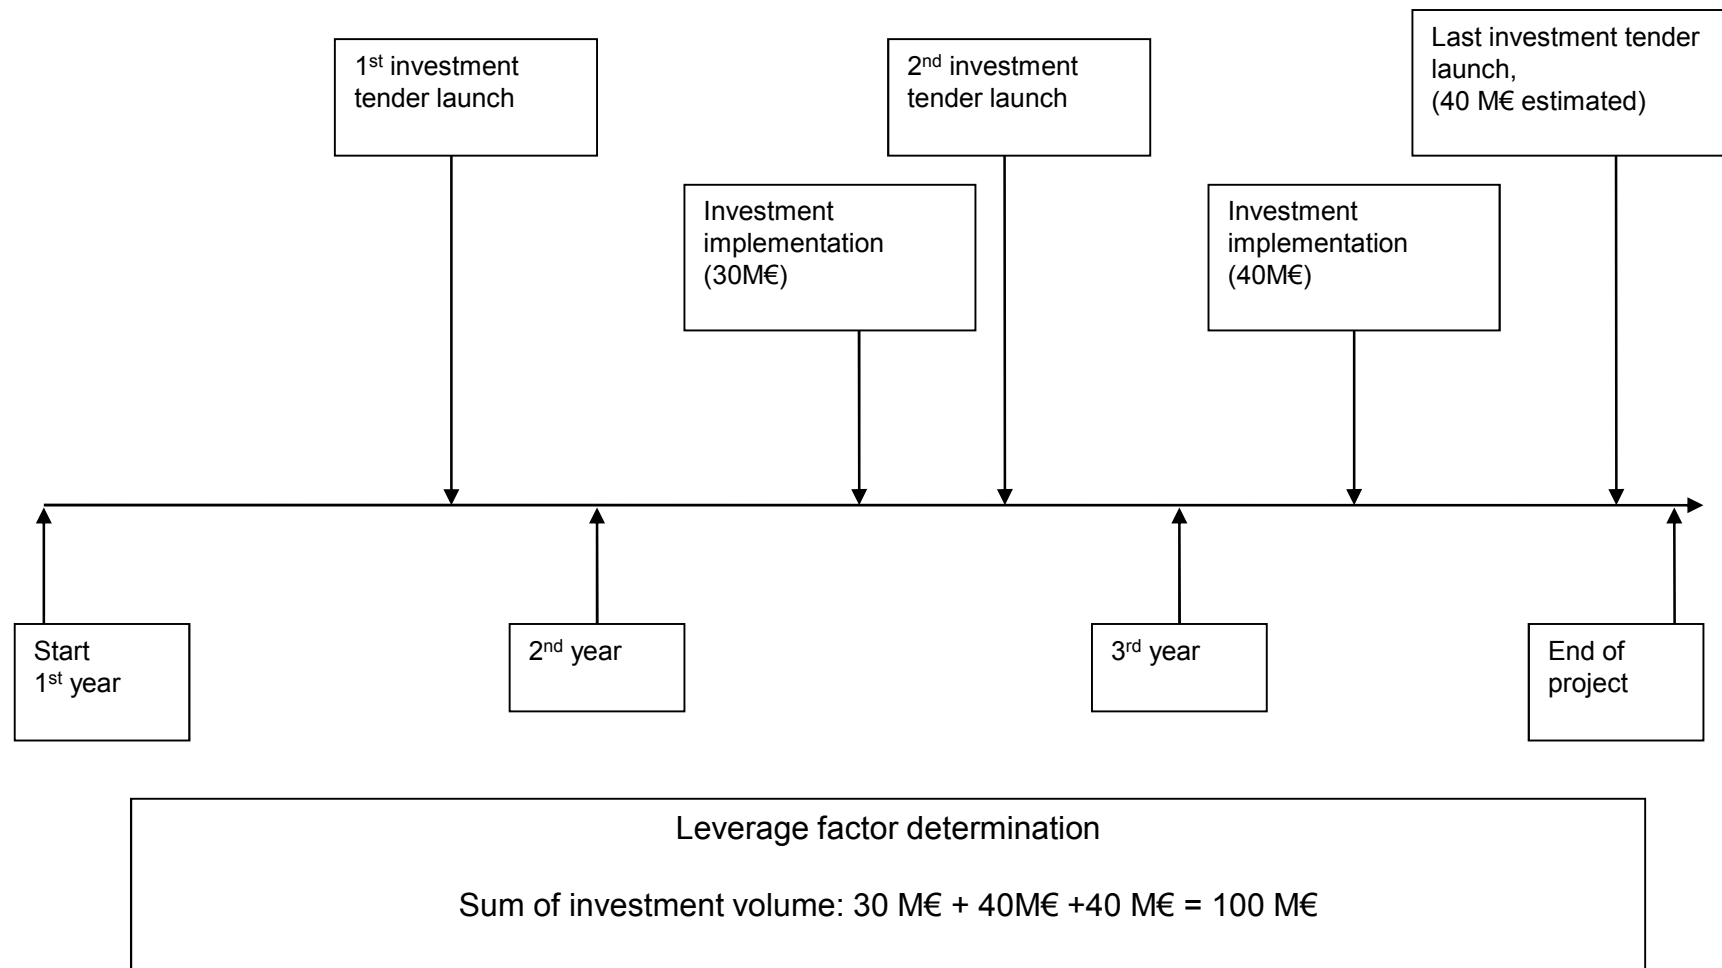 1st investment
tender launch
2nd investment
tender launch
Last investment tender
launch,
(40 M€ estimated)
Investment
implementation
(30M€)
Investment
implementation
(40M€)
Start
1st year
2nd year
3rd year
End of
project
Leverage factor determination
Sum of investment volume: 30 M€ + 40M€ +40 M€ = 100 M€